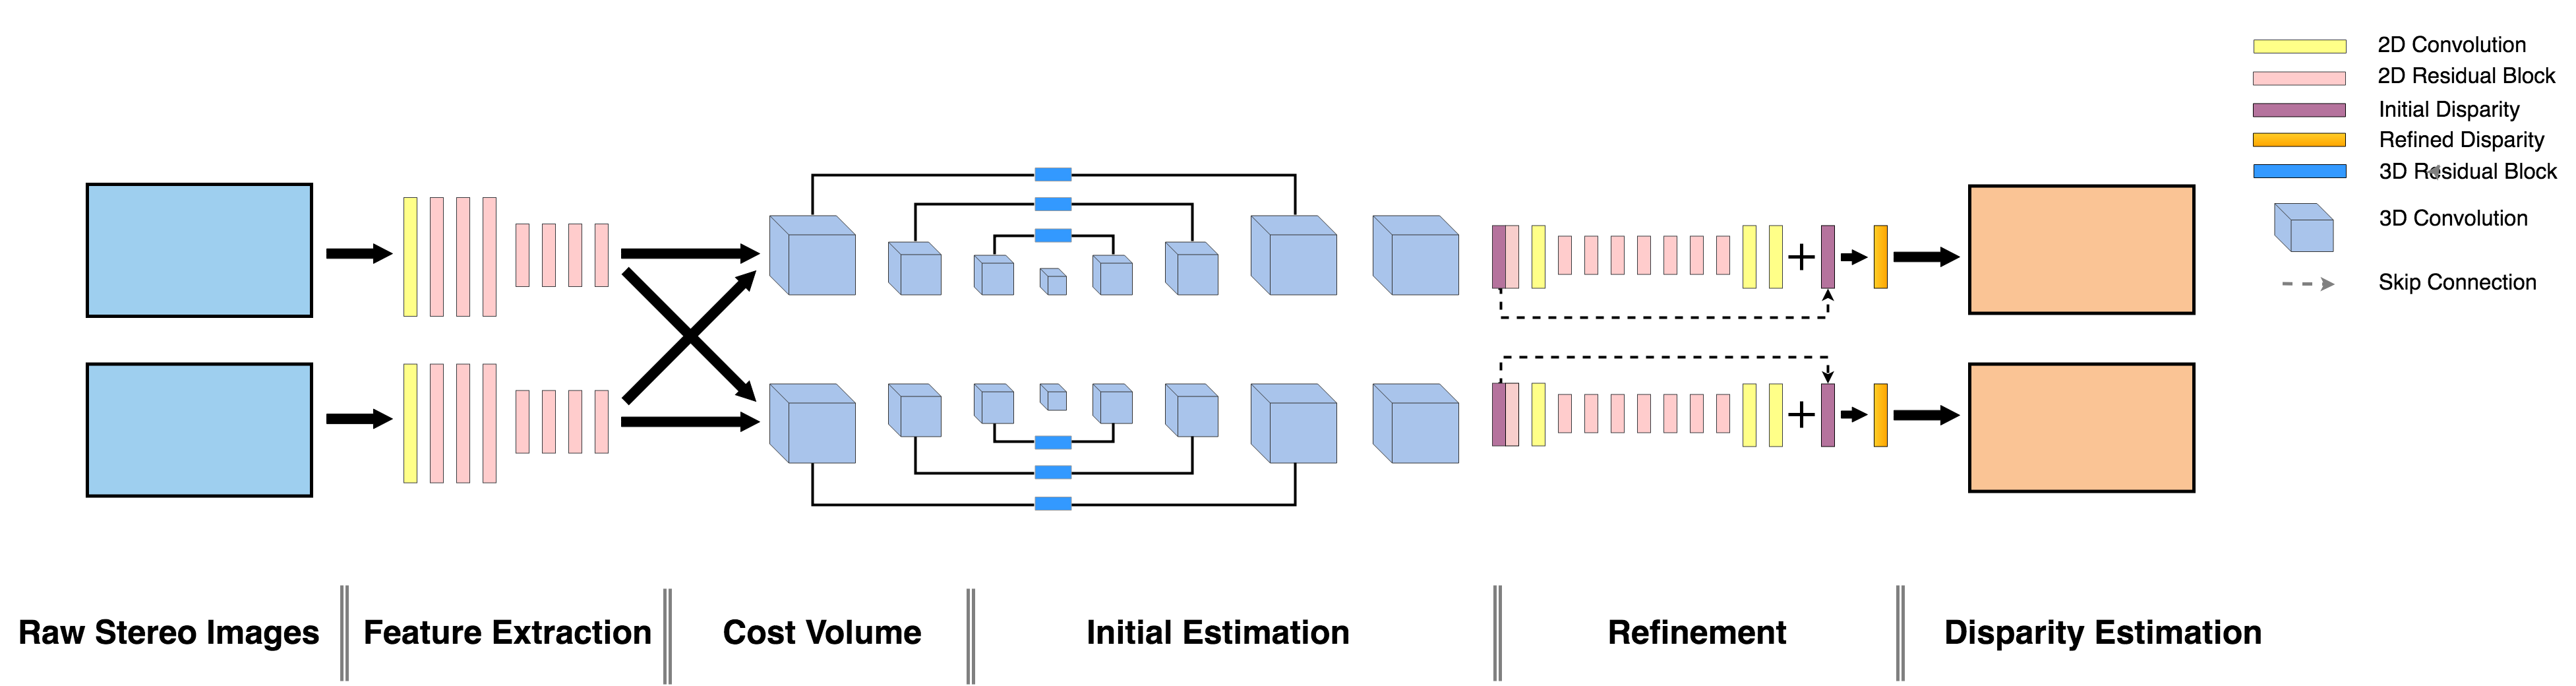 2D Convolution
2D Residual Block
Initial Disparity
Refined Disparity
3D Residual Block
3D Convolution
Skip Connection
+
+
Raw Stereo Images
Feature Extraction
Cost Volume
Initial Estimation
Refinement
Disparity Estimation